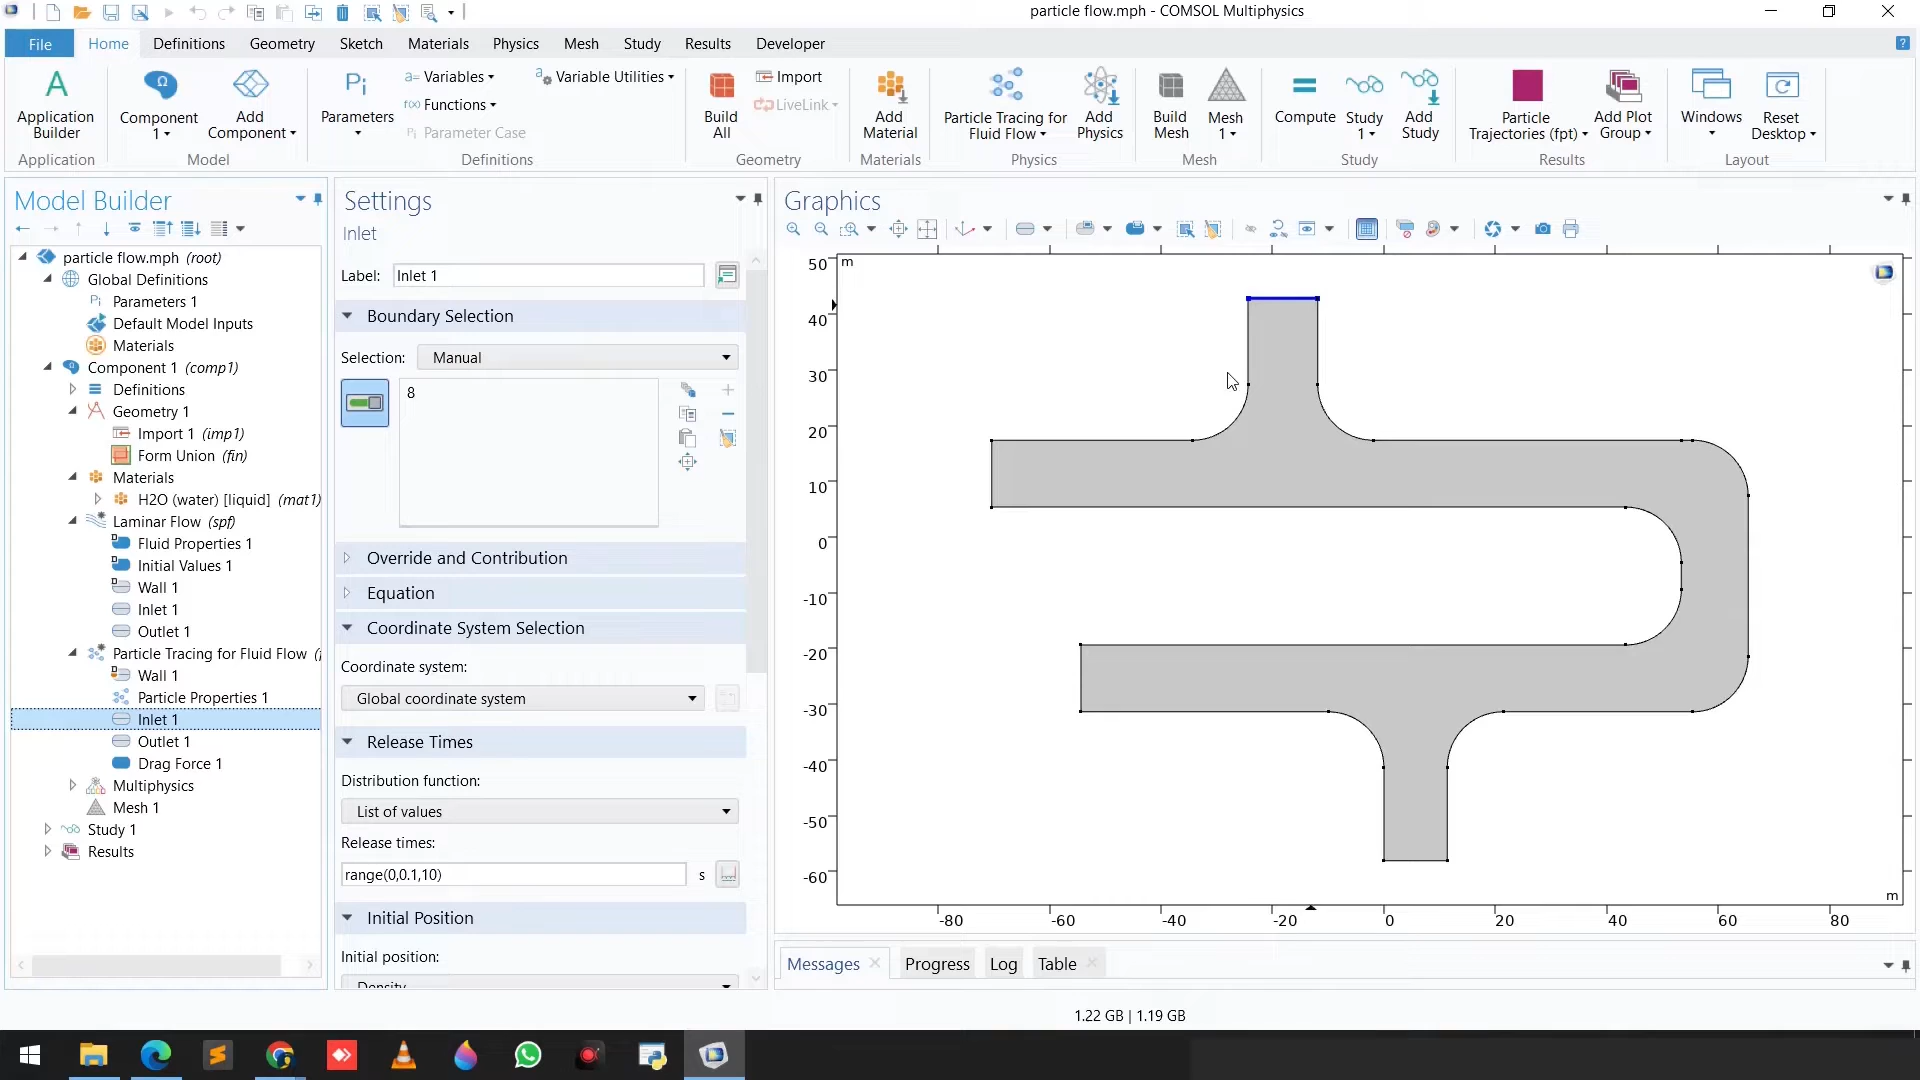 particle flow.mph - COMSOL Multiphysics
File Home Definitions Geometry Sketch Materials Physics Mesh Study Results Developer
Application Builder
Component 1
Add Component
Parameters
a= Variables
f(x) Functions
Pi Parameter Case
Variable Utilities
Build All
Import
LiveLink
Add Material
Particle Tracing for Fluid Flow
Add Physics
Build Mesh
Mesh 1
Compute
Study 1
Add Study
Particle Trajectories (fpt)
Add Plot Group
Windows
Reset Desktop
Application Model Definitions Geometry Materials Physics Mesh Study Results Layout
Model Builder
particle flow.mph (root)
Global Definitions
Pi Parameters 1
Default Model Inputs
Materials
Component 1 (comp1)
Definitions
Geometry 1
Import 1 (imp1)
Form Union (fin)
Materials
H2O (water) [liquid] (mat1)
Laminar Flow (spf)
Fluid Properties 1
Initial Values 1
Wall 1
Inlet 1
Outlet 1
Particle Tracing for Fluid Flow (
Wall 1
Particle Properties 1
Inlet 1
Outlet 1
Drag Force 1
Multiphysics
Mesh 1
Study 1
Results
Settings
Inlet
Label: Inlet 1
Boundary Selection
Selection: Manual
8
Override and Contribution
Equation
Coordinate System Selection
Coordinate system:
Global coordinate system
Release Times
Distribution function:
List of values
Release times:
range(0,0.1,10) s
Initial Position
Initial position:
Density
Graphics
50 m
40
30
20
10
0
-10
-20
-30
-40
-50
-60
m
-80 -60 -40 -20 0 20 40 60 80
Messages Progress Log Table
1.22 GB | 1.19 GB